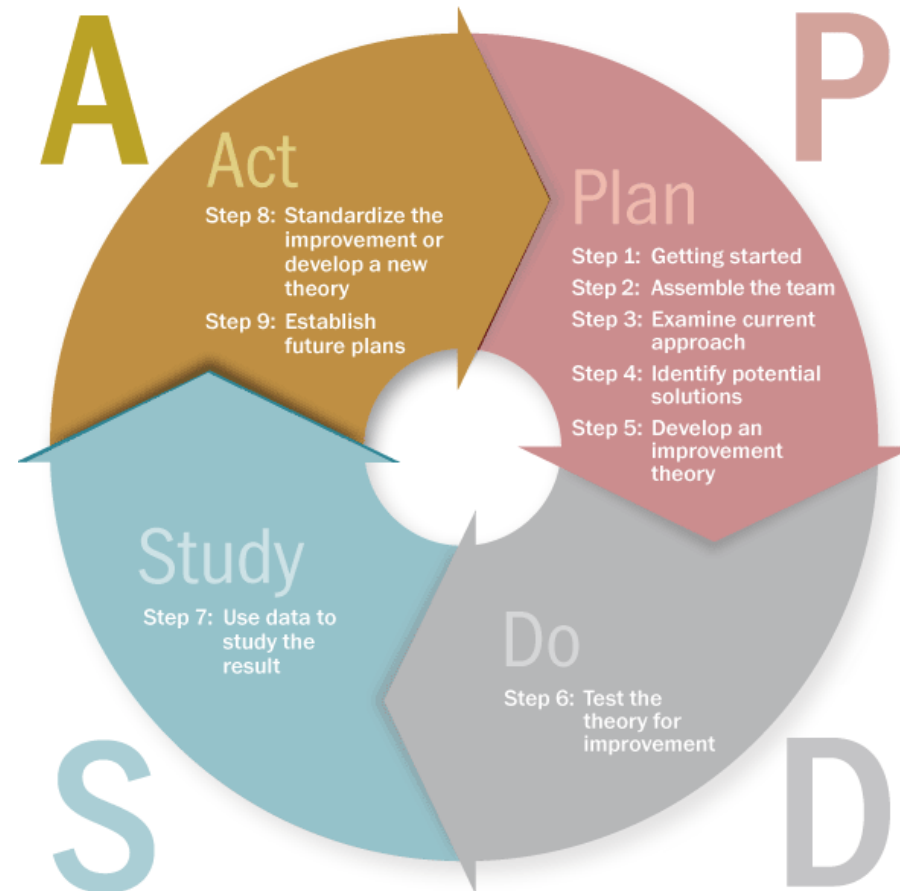 A
P
Act
Step 8: Standardize the
improvement or
develop a new
theory
Step 9: Establish
future plans
Plan
Step 1: Getting started
Step 2: Assemble the team
Step 3: Examine current
approach
Step 4: Identify potential
solutions
Step 5: Develop an
improvement
theory
Study
Step 7: Use data to
study the
result
Do
Step 6: Test the
theory for
improvement
S
D